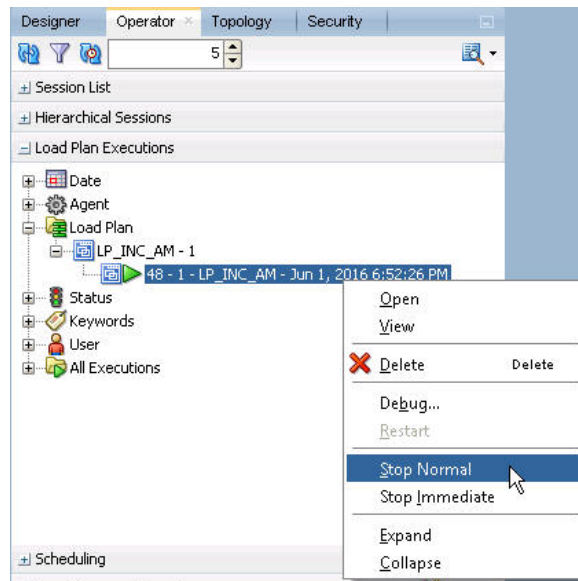 Designer Operator Topology Security
5
Session List
Hierarchical Sessions
Load Plan Executions
Date
Agent
Load Plan
LP_INC_AM - 1
48 - 1 - LP_INC_AM - Jun 1, 2016 6:52:26 PM
Status
Keywords
User
All Executions
Open
View
Delete Delete
Debug...
Restart
Stop Normal
Stop Immediate
Expand
Collapse
Scheduling